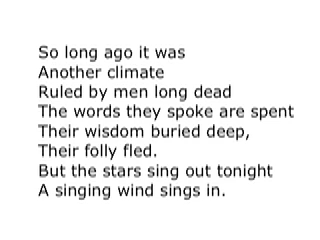 So long ago it was
Another climate
Ruled by men long dead
The words they spoke are spent
Their wisdom buried deep,
Their folly fled.
But the stars sing out tonight
A singing wind sings in.